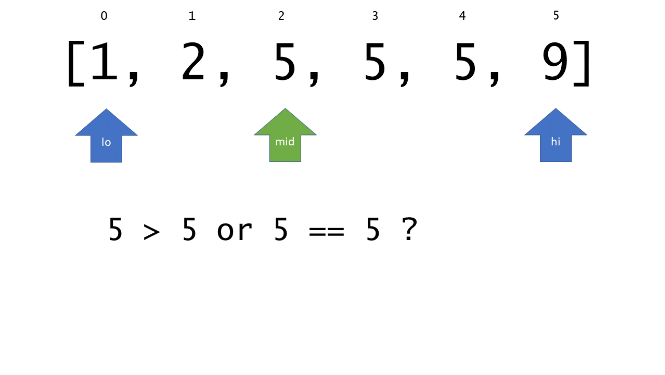 0 1 2 3 4 5
[1, 2, 5, 5, 5, 9]
lo mid hi
5 > 5 or 5 == 5 ?